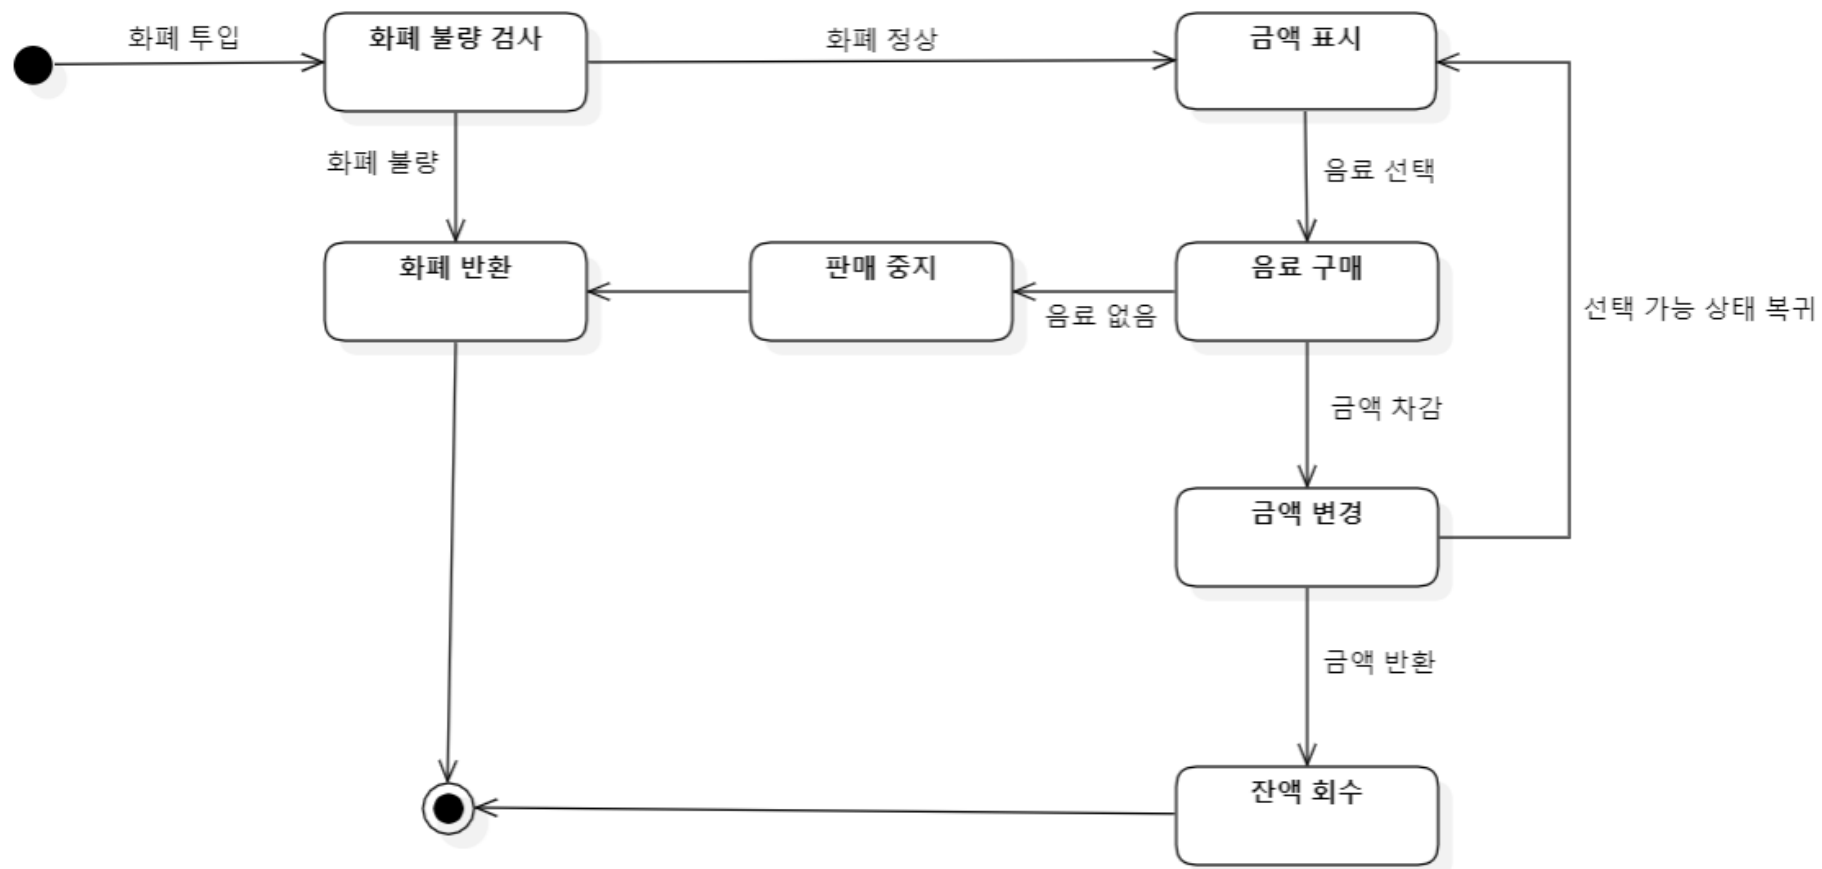 화폐 투입
화폐 불량 검사
화폐 정상
금액 표시
화폐 불량
음료 선택
화폐 반환
판매 중지
음료 없음
음료 구매
선택 가능 상태 복귀
금액 차감
금액 변경
금액 반환
잔액 회수